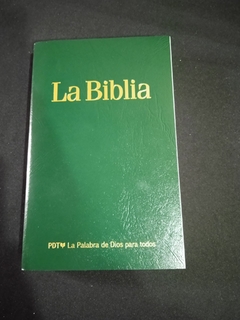 La Biblia
PDT La Palabra de Dios para todos